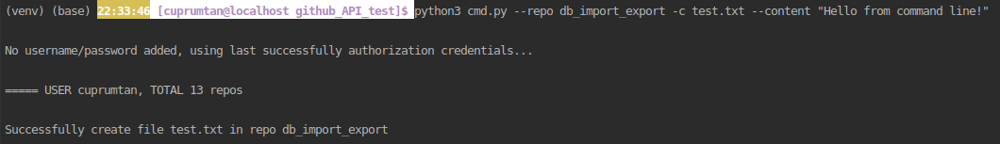 (venv) (base) 22:33:46 [cuprumtan@localhost github_API_test]$ python3 cmd.py --repo db_import_export -c test.txt --content "Hello from command line!"
No username/password added, using last successfully authorization credentials...
===== USER cuprumtan, TOTAL 13 repos
Successfully create file test.txt in repo db_import_export